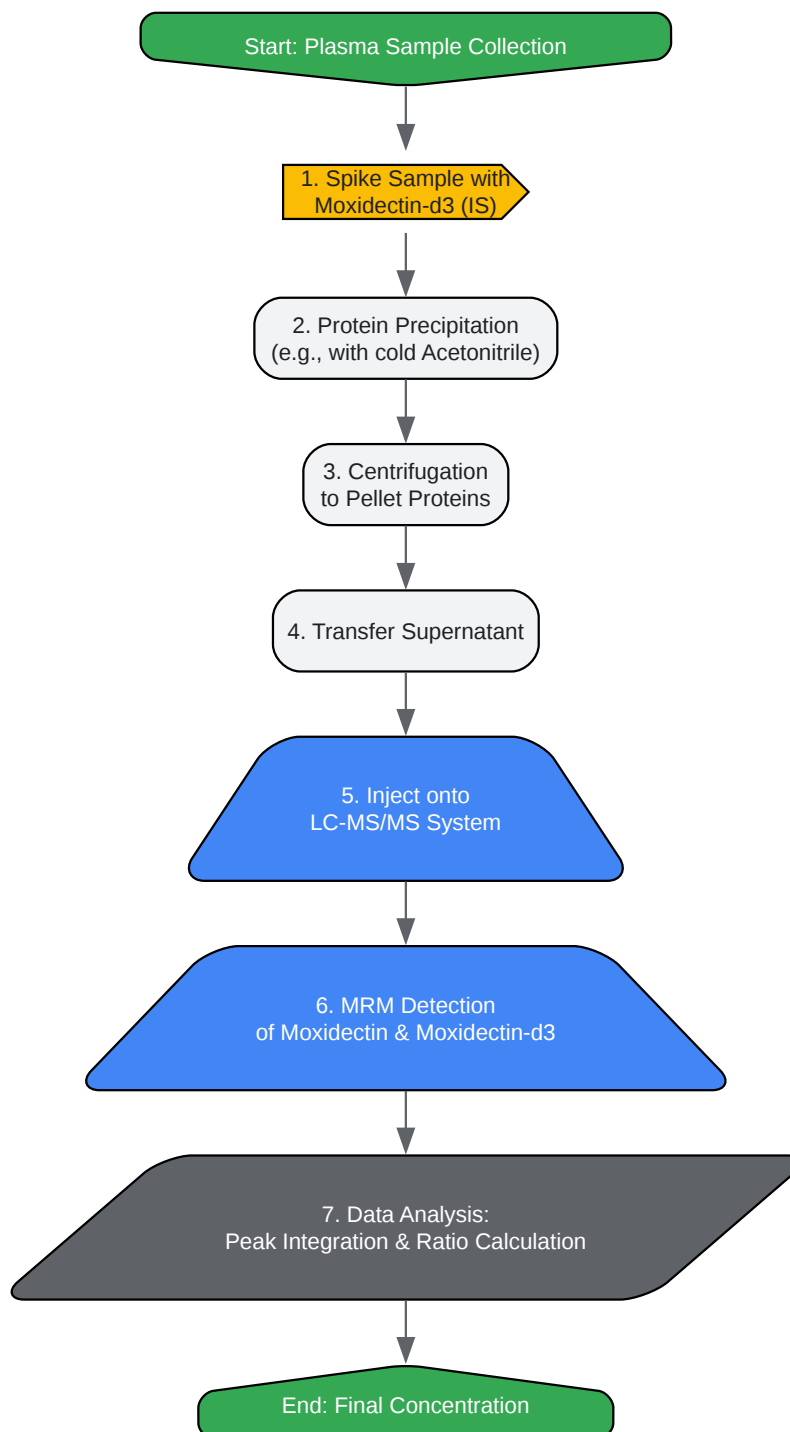 Start: Plasma Sample Collection
1. Spike Sample with
Moxidectin-d3 (IS)
2. Protein Precipitation
(e.g., with cold Acetonitrile)
3. Centrifugation
to Pellet Proteins
4. Transfer Supernatant
5. Inject onto
LC-MS/MS System
6. MRM Detection
of Moxidectin & Moxidectin-d3
7. Data Analysis:
Peak Integration & Ratio Calculation
End: Final Concentration